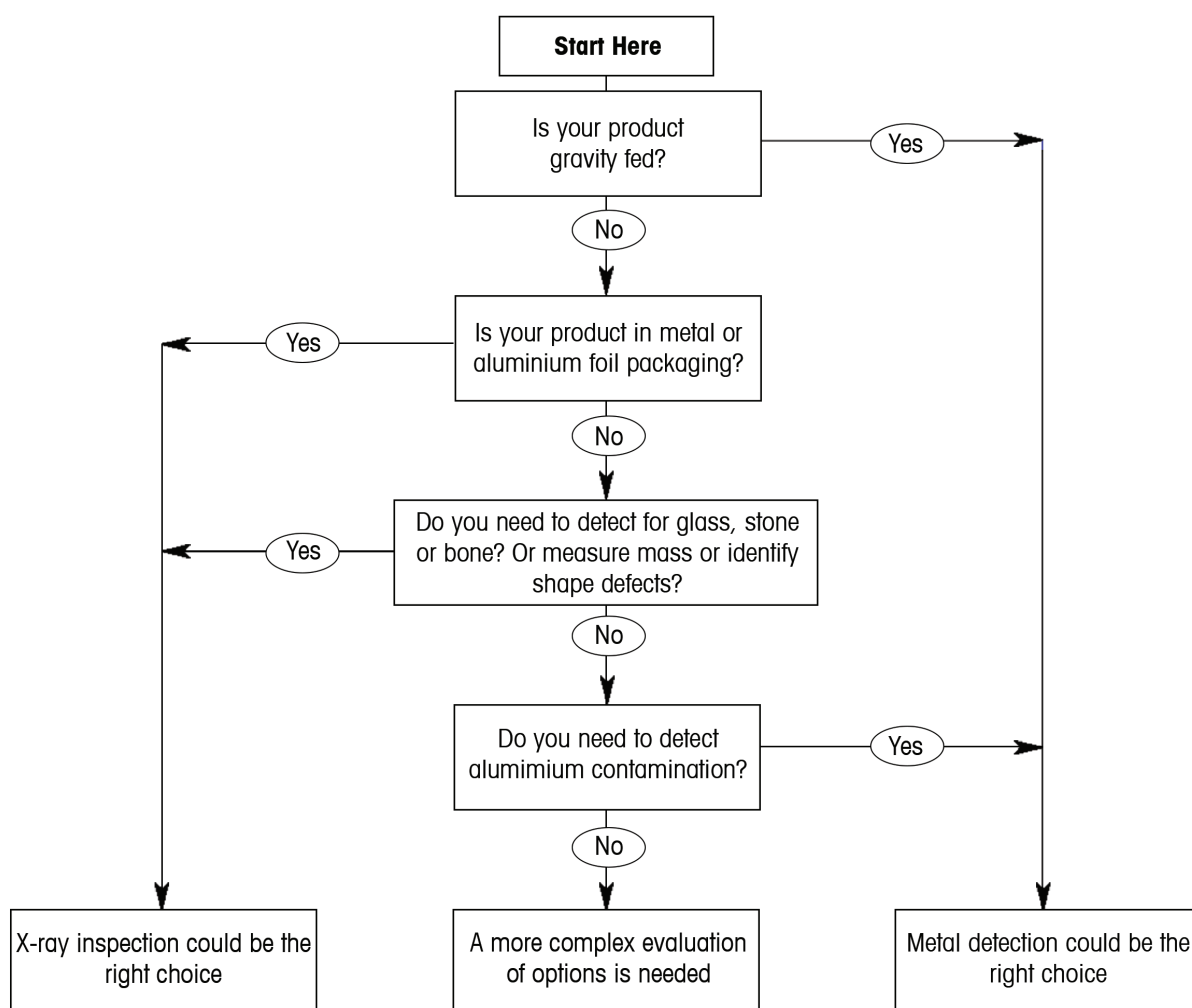 Start Here
Is your product
gravity fed?
Yes
No
Is your product in metal or
aluminium foil packaging?
Yes
No
Do you need to detect for glass, stone
or bone? Or measure mass or identify
shape defects?
Yes
No
Do you need to detect
alumimium contamination?
Yes
No
X-ray inspection could be the
right choice
A more complex evaluation
of options is needed
Metal detection could be the
right choice